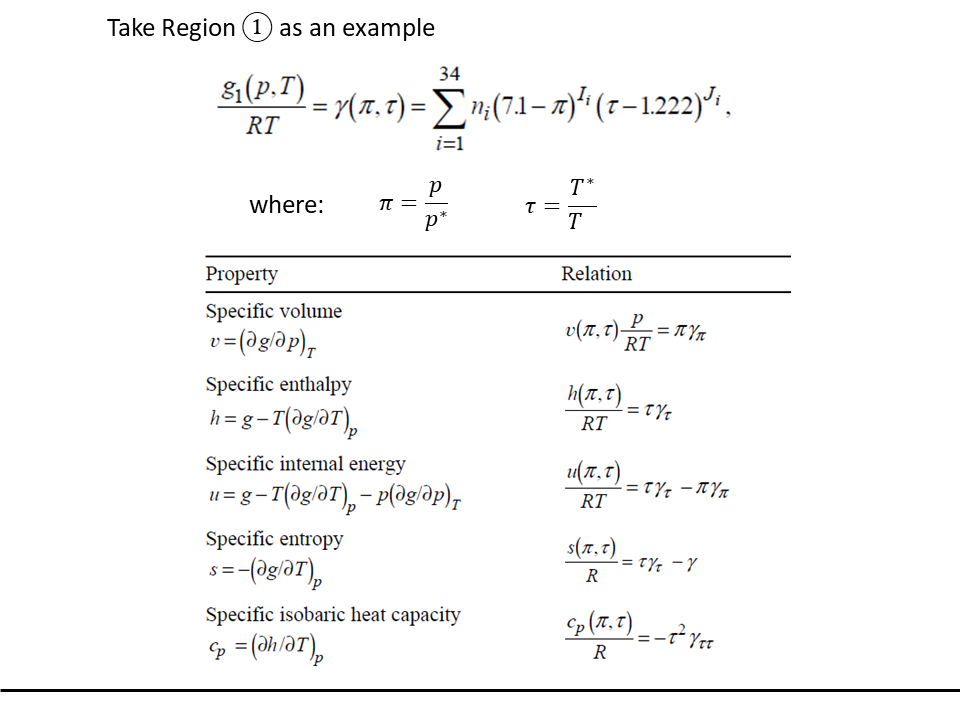 Take Region ① as an example
g₁(p,T)/RT = γ(π,τ) = ∑_{i=1}^{34} nᵢ(7.1−π)^{Iᵢ}(τ−1.222)^{Jᵢ},
where: π = p/p* τ = T*/T
Property Relation
Specific volume
v=(∂g/∂p)_T v(π,τ) p/RT = πγ_π
Specific enthalpy
h=g−T(∂g/∂T)_p h(π,τ)/RT = τγ_τ
Specific internal energy
u=g−T(∂g/∂T)_p−p(∂g/∂p)_T u(π,τ)/RT = τγ_τ −πγ_π
Specific entropy
s=−(∂g/∂T)_p s(π,τ)/R = τγ_τ −γ
Specific isobaric heat capacity
c_p =(∂h/∂T)_p c_p(π,τ)/R = −τ²γ_ττ